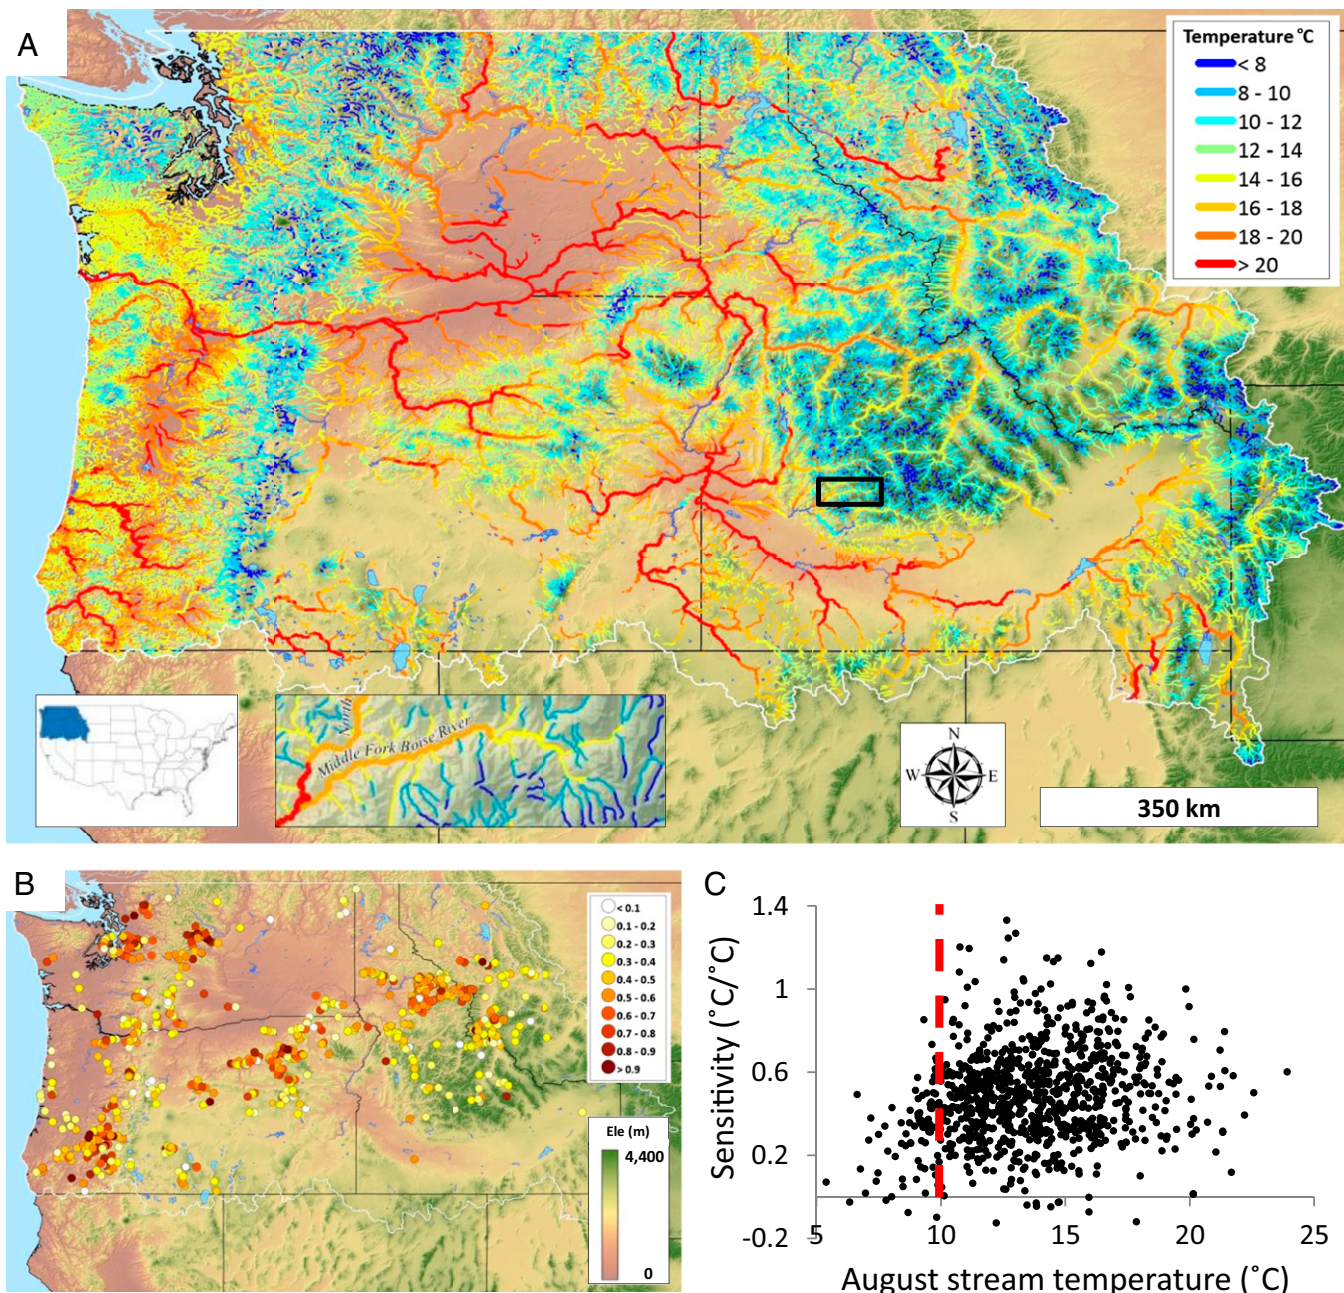 A
Temperature °C
< 8
8 - 10
10 - 12
12 - 14
14 - 16
16 - 18
18 - 20
> 20
North
Middle Fork Boise River
N
W E
S
350 km
B
< 0.1
0.1 - 0.2
0.2 - 0.3
0.3 - 0.4
0.4 - 0.5
0.5 - 0.6
0.6 - 0.7
0.7 - 0.8
0.8 - 0.9
> 0.9
Ele (m)
4,400
0
C
Sensitivity (˚C/˚C)
1.4
1
0.6
0.2
-0.2
5 10 15 20 25
August stream temperature (˚C)